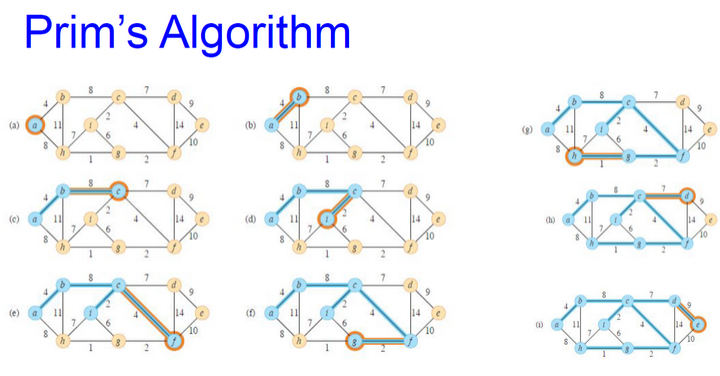 Prim's Algorithm
(a) a b c d e f g h i 4 8 7 9 11 2 4 14 7 6 8 10 1 2
(b) a b c d e f g h i 4 8 7 9 11 2 4 14 7 6 8 10 1 2
(g) a b c d e f g h i 4 8 7 9 11 2 4 14 7 6 8 10 1 2
(c) a b c d e f g h i 4 8 7 9 11 2 4 14 7 6 8 10 1 2
(d) a b c d e f g h i 4 8 7 9 11 2 4 14 7 6 8 10 1 2
(h) a b c d e f g h i 4 8 7 9 11 2 4 14 7 6 8 10 1 2
(e) a b c d e f g h i 4 8 7 9 11 2 4 14 7 6 8 10 1 2
(f) a b c d e f g h i 4 8 7 9 11 2 4 14 7 6 8 10 1 2
(i) a b c d e f g h i 4 8 7 9 11 2 4 14 7 6 8 10 1 2